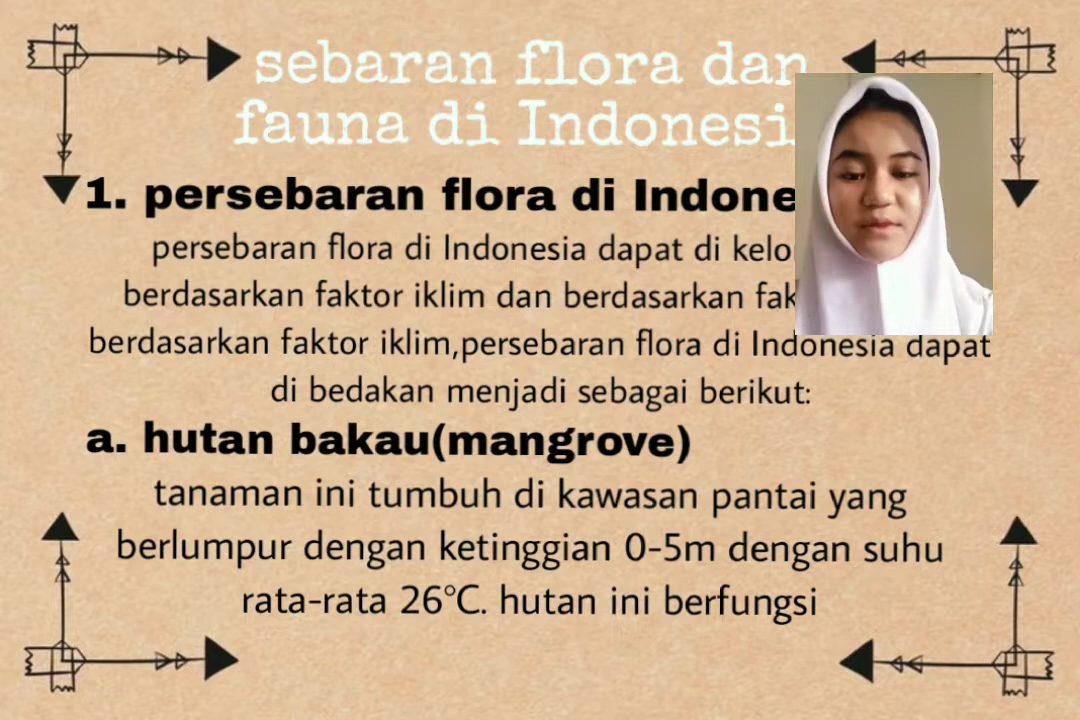 sebaran flora dan
fauna di Indonesi
1. persebaran flora di Indone
persebaran flora di Indonesia dapat di kelo
berdasarkan faktor iklim dan berdasarkan fak
berdasarkan faktor iklim,persebaran flora di Indonesia dapat
di bedakan menjadi sebagai berikut:
a. hutan bakau(mangrove)
tanaman ini tumbuh di kawasan pantai yang
berlumpur dengan ketinggian 0-5m dengan suhu
rata-rata 26°C. hutan ini berfungsi